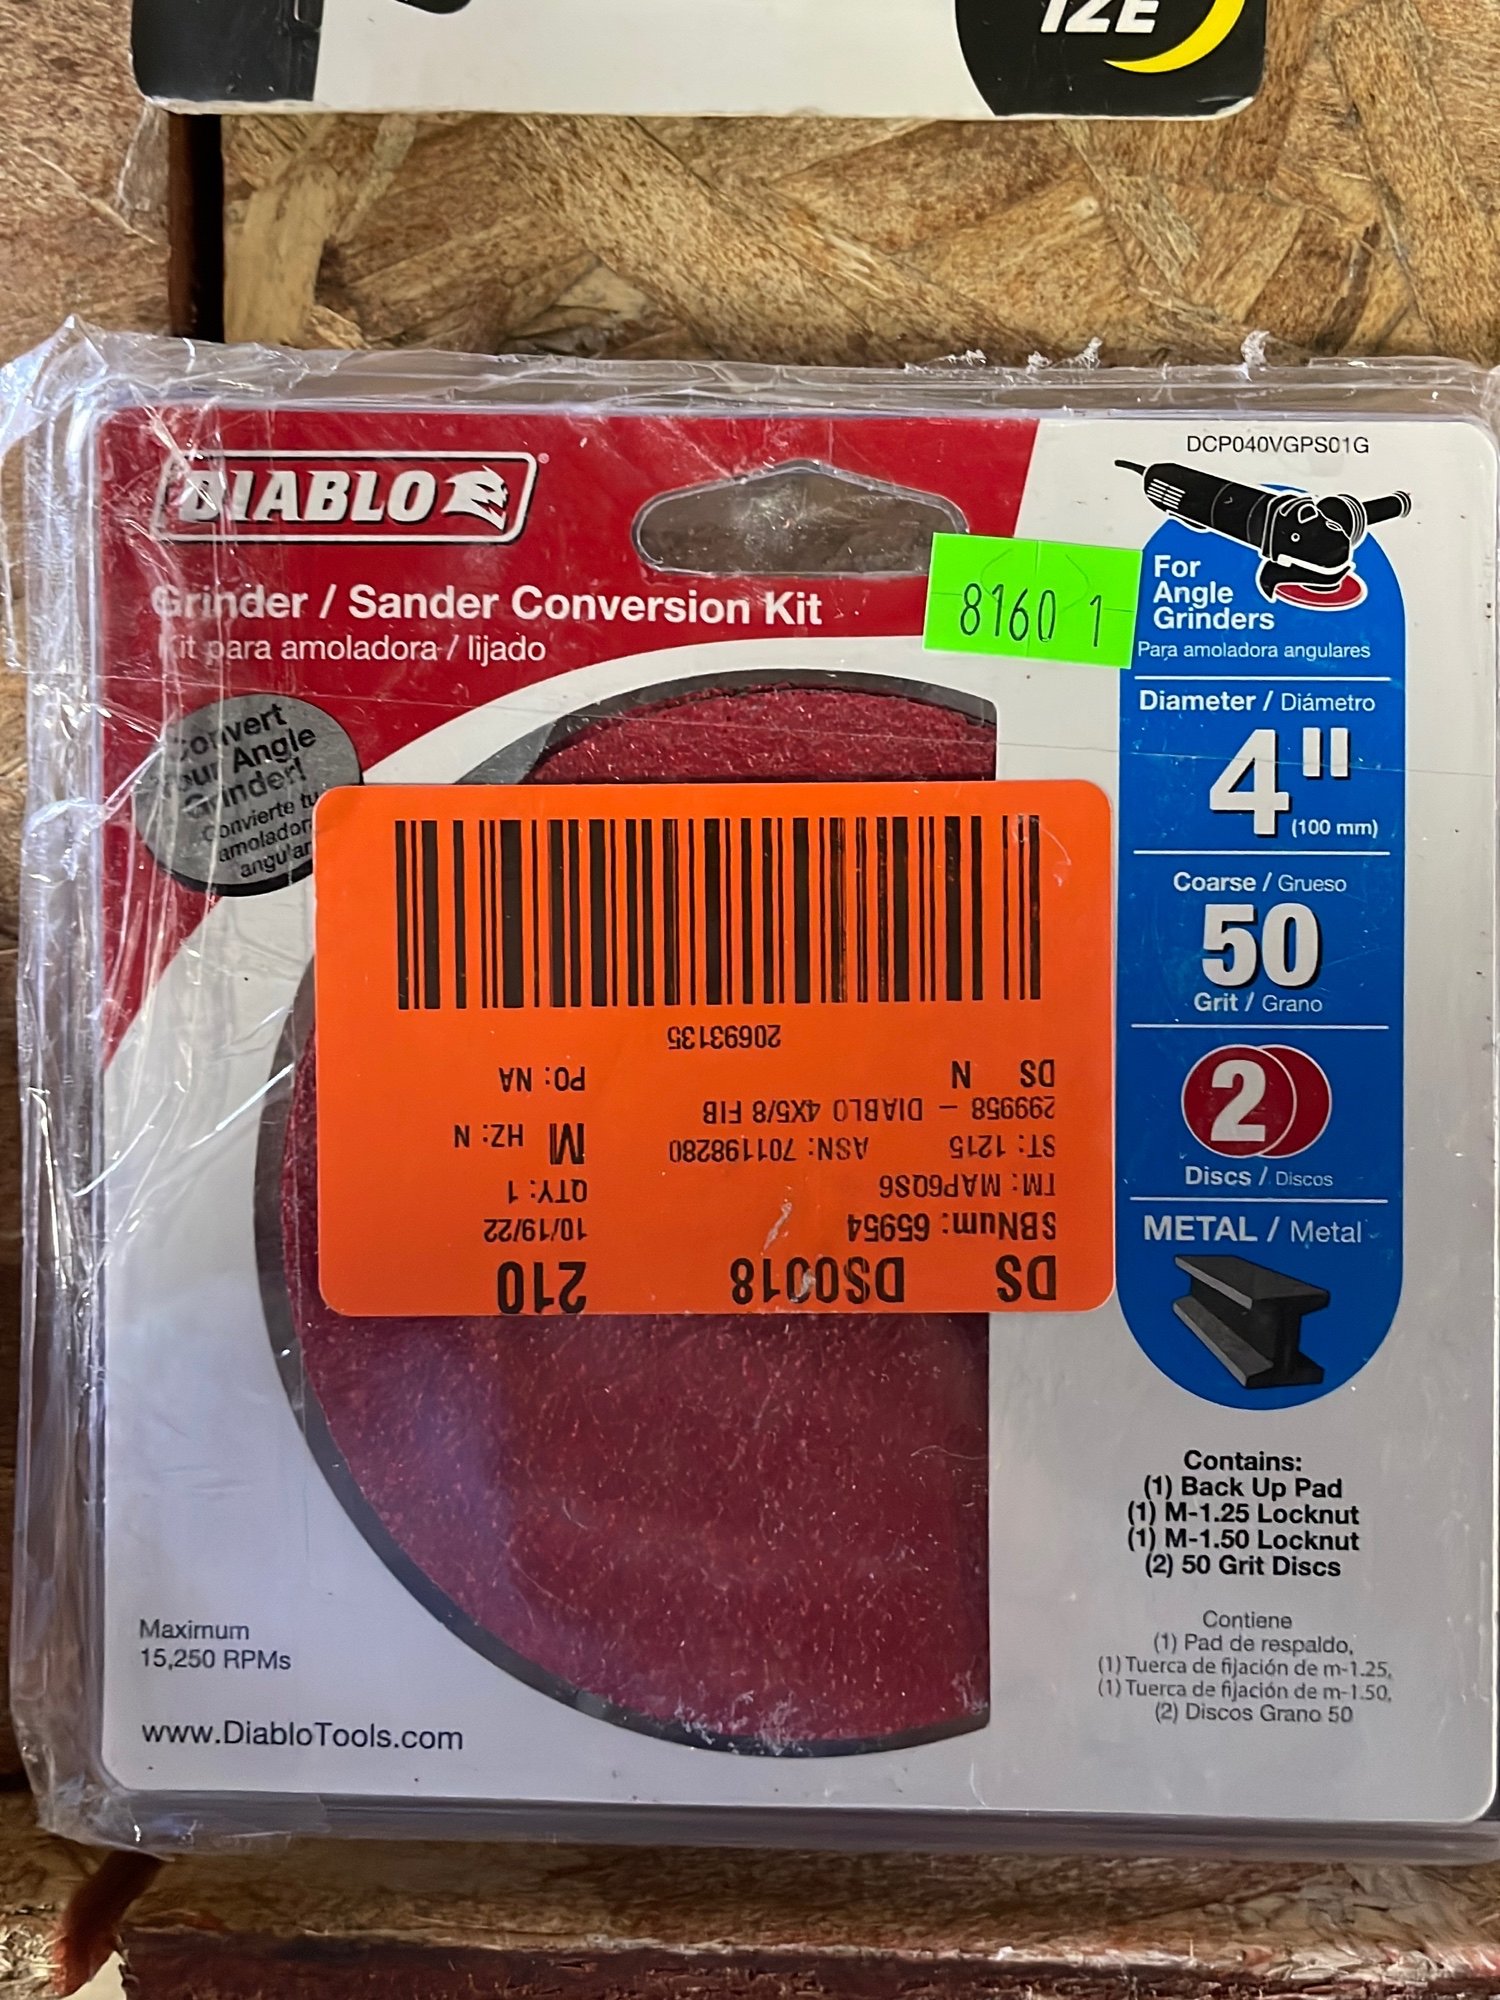 IZE
DIABLO
Grinder / Sander Conversion Kit
Kit para amoladora / lijado
Convert
Your Angle
Grinder!
Convierte tu
amoladora
angular
8160 1
DCP040VGPS01G
For
Angle
Grinders
Para amoladora angulares
Diameter / Diámetro
4"
(100 mm)
Coarse / Grueso
50
Grit / Grano
2
Discs / Discos
METAL / Metal
Contains:
(1) Back Up Pad
(1) M-1.25 Locknut
(1) M-1.50 Locknut
(2) 50 Grit Discs
Contiene
(1) Pad de respaldo,
(1) Tuerca de fijación de m-1.25,
(1) Tuerca de fijación de m-1.50,
(2) Discos Grano 50
DS DS0018 210
SBNum: 65954 10/19/22
TM: MAP6QS6 QTY: 1
ST: 1215 ASN: 701198280 M HZ: N
299958 - DIABLO 4X5/8 FIB
DS N PO: NA
20693135
Maximum
15,250 RPMs
www.DiabloTools.com